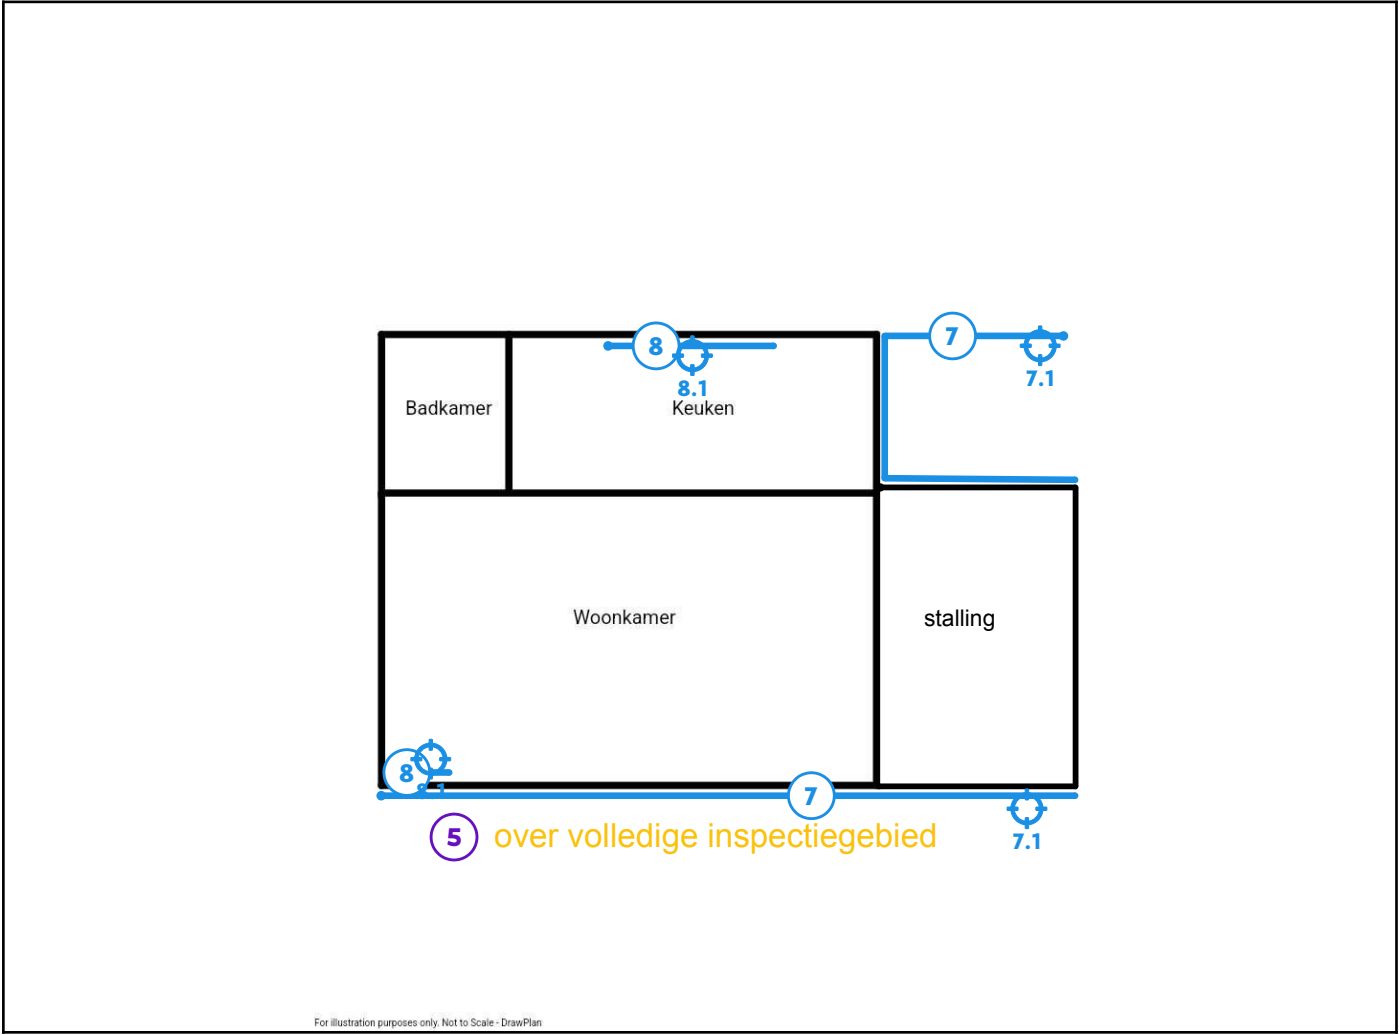 8
7
7.1
8.1
Badkamer
Keuken
Woonkamer
stalling
8
7
5 over volledige inspectiegebied
7.1
For illustration purposes only. Not to Scale - DrawPlan